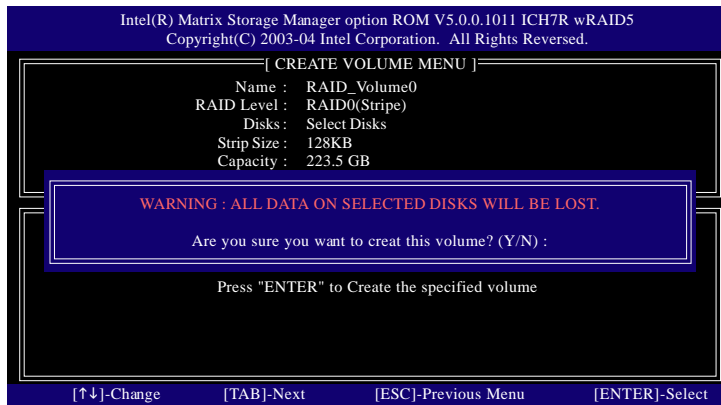 Intel(R) Matrix Storage Manager option ROM V5.0.0.1011 ICH7R wRAID5
Copyright(C) 2003-04 Intel Corporation. All Rights Reversed.
[ CREATE VOLUME MENU ]
Name : RAID_Volume0
RAID Level : RAID0(Stripe)
Disks : Select Disks
Strip Size : 128KB
Capacity : 223.5 GB
WARNING : ALL DATA ON SELECTED DISKS WILL BE LOST.
Are you sure you want to creat this volume? (Y/N) :
Press "ENTER" to Create the specified volume
[↑↓]-Change [TAB]-Next [ESC]-Previous Menu [ENTER]-Select